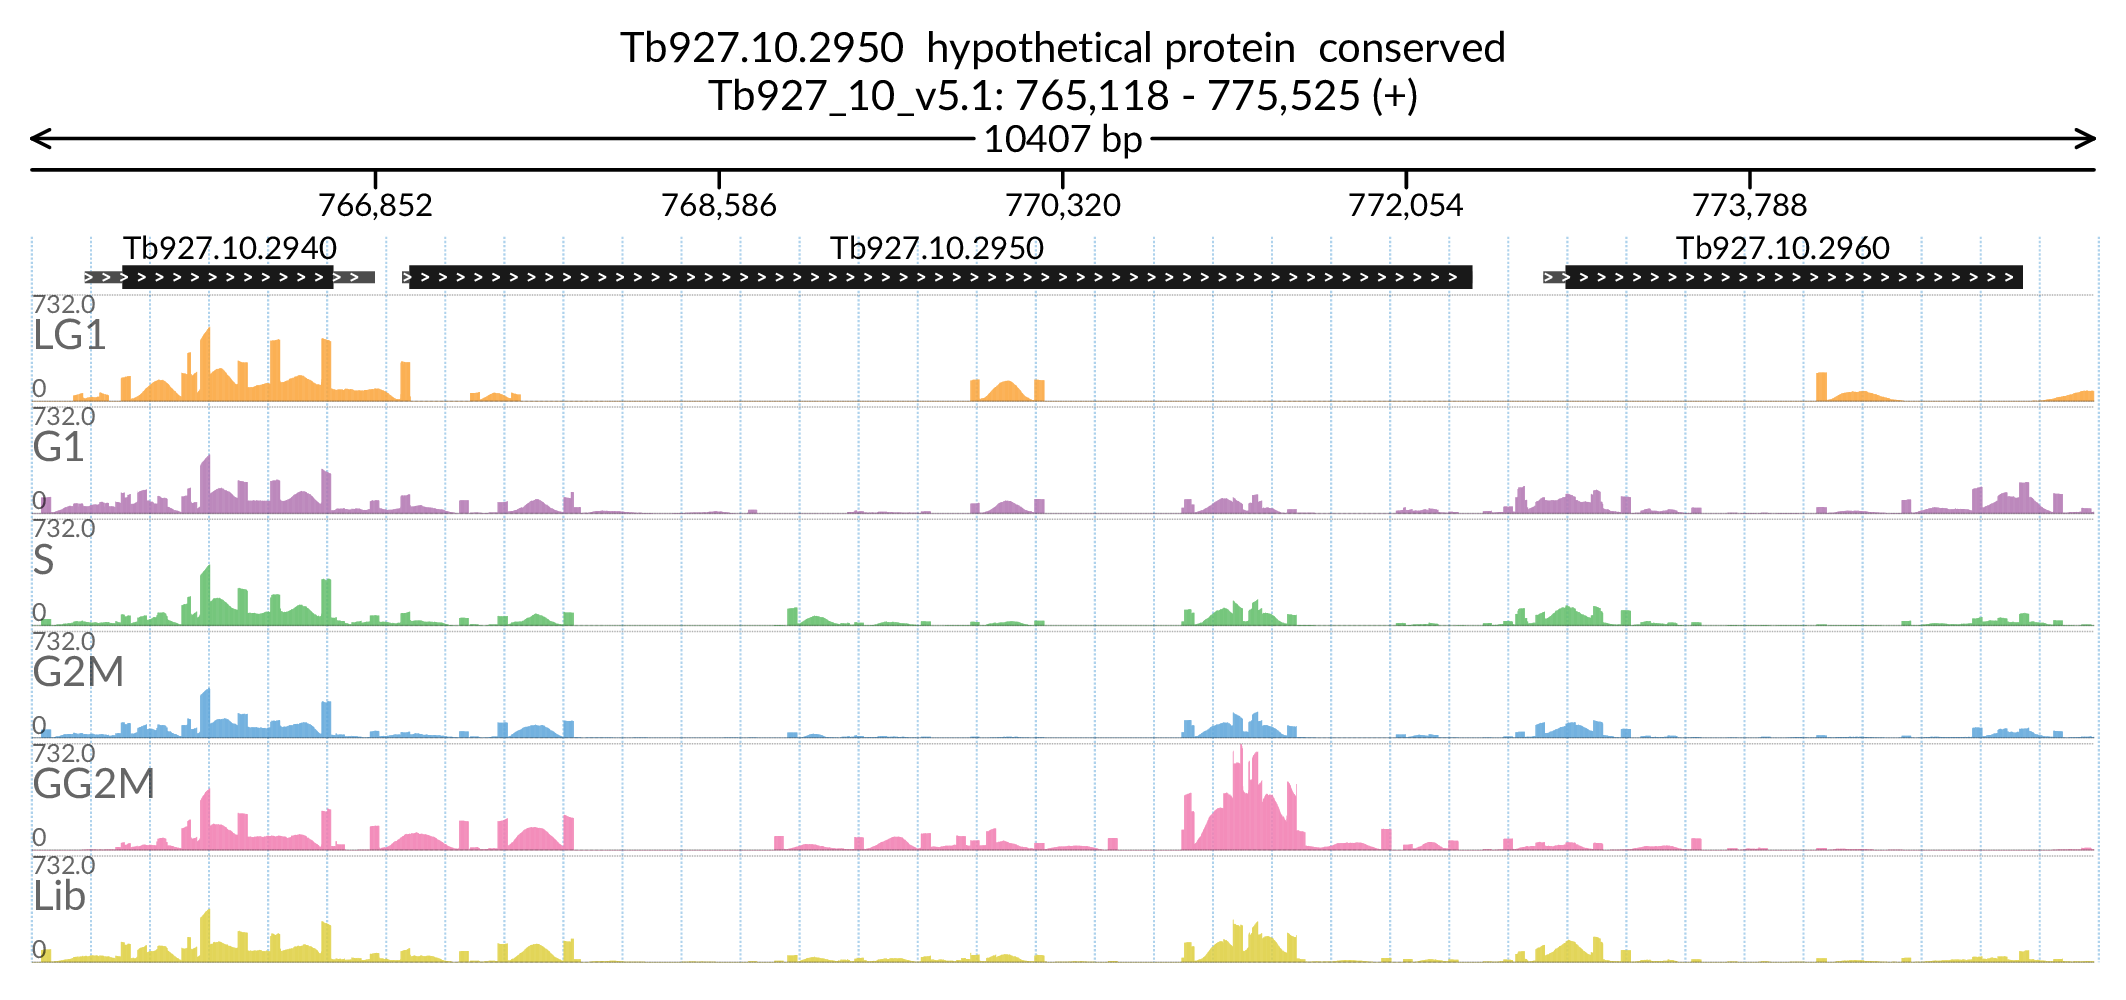 Tb927.10.2950 hypothetical protein conserved
Tb927_10_v5.1: 765,118 - 775,525 (+)
10407 bp
766,852 768,586 770,320 772,054 773,788
Tb927.10.2940 Tb927.10.2950 Tb927.10.2960
732.0
LG1
0
732.0
G1
0
732.0
S
0
732.0
G2M
0
732.0
GG2M
0
732.0
Lib
0